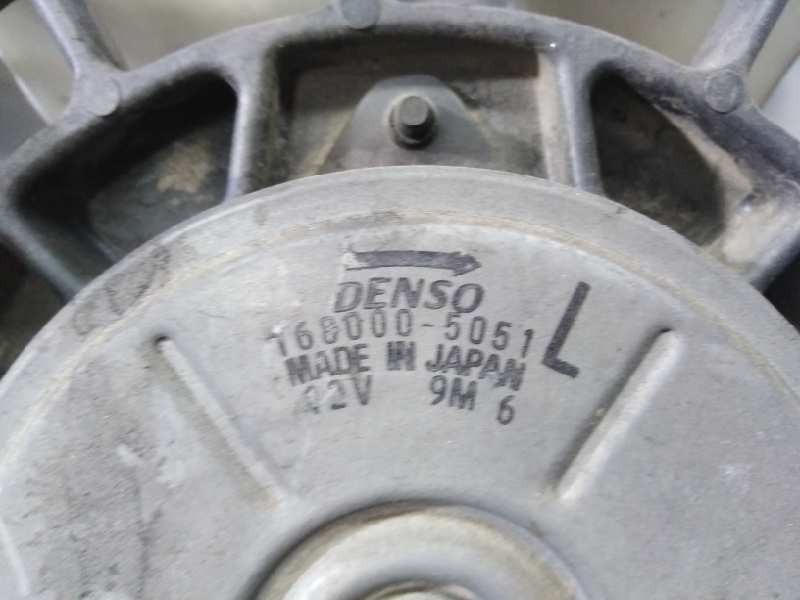 DENSO
168000-5051 L
MADE IN JAPAN
12V 9M 6